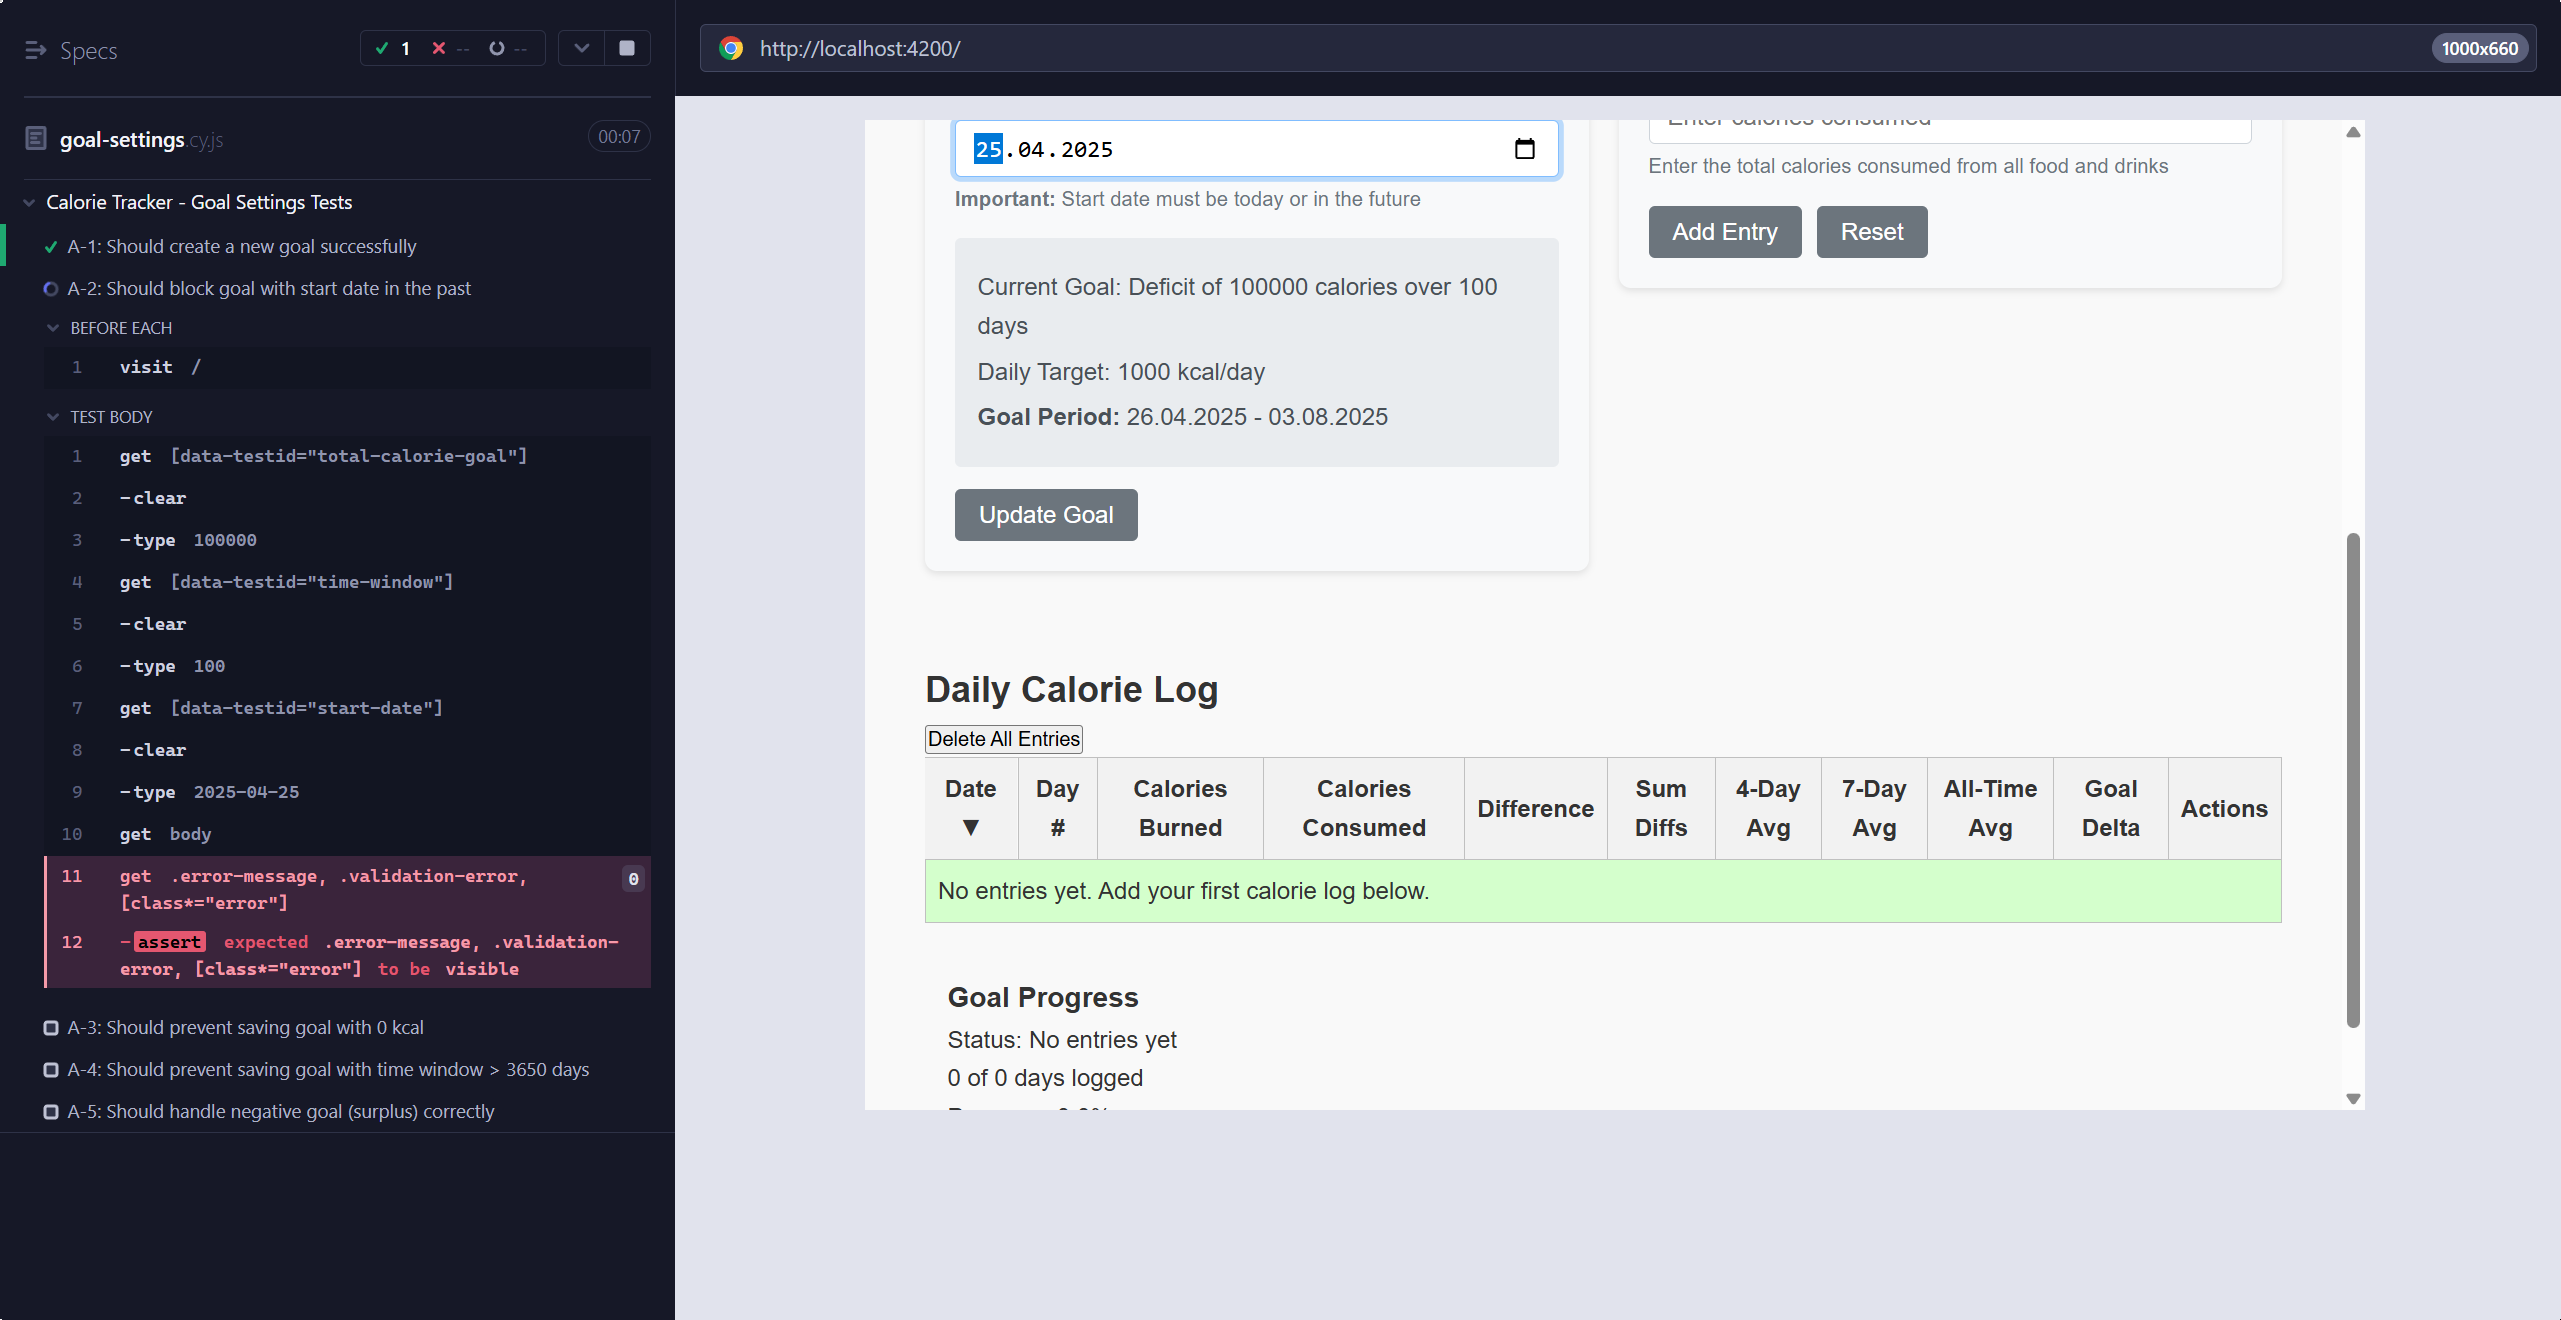 Specs
1
--
--
goal-settings.cy.js
00:07
Calorie Tracker - Goal Settings Tests
A-1: Should create a new goal successfully
A-2: Should block goal with start date in the past
BEFORE EACH
1 visit /
TEST BODY
1 get [data-testid="total-calorie-goal"]
2 -clear
3 -type 100000
4 get [data-testid="time-window"]
5 -clear
6 -type 100
7 get [data-testid="start-date"]
8 -clear
9 -type 2025-04-25
10 get body
11 get .error-message, .validation-error,
[class*="error"]
0
12 -assert expected .error-message, .validation-
error, [class*="error"] to be visible
A-3: Should prevent saving goal with 0 kcal
A-4: Should prevent saving goal with time window > 3650 days
A-5: Should handle negative goal (surplus) correctly
http://localhost:4200/
1000x660
25.04.2025
Important: Start date must be today or in the future
Current Goal: Deficit of 100000 calories over 100
days
Daily Target: 1000 kcal/day
Goal Period: 26.04.2025 - 03.08.2025
Update Goal
Enter calories consumed
Enter the total calories consumed from all food and drinks
Add Entry
Reset
Daily Calorie Log
Delete All Entries
Date ▼
Day #
Calories Burned
Calories Consumed
Difference
Sum Diffs
4-Day Avg
7-Day Avg
All-Time Avg
Goal Delta
Actions
No entries yet. Add your first calorie log below.
Goal Progress
Status: No entries yet
0 of 0 days logged